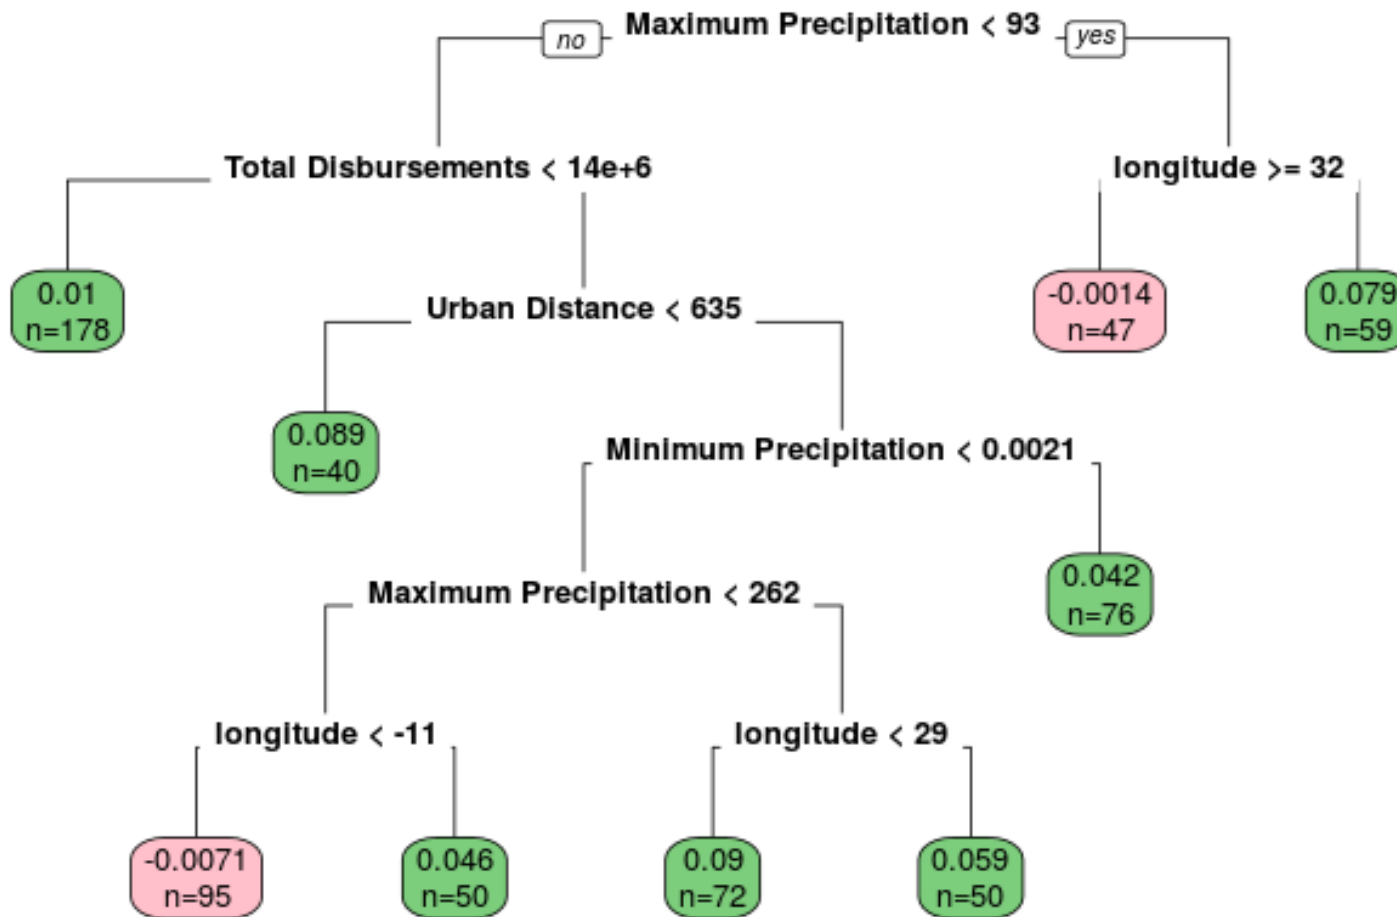 Maximum Precipitation < 93
no
yes
Total Disbursements < 14e+6
longitude >= 32
0.01
n=178
Urban Distance < 635
-0.0014
n=47
0.079
n=59
0.089
n=40
Minimum Precipitation < 0.0021
Maximum Precipitation < 262
0.042
n=76
longitude < -11
longitude < 29
-0.0071
n=95
0.046
n=50
0.09
n=72
0.059
n=50